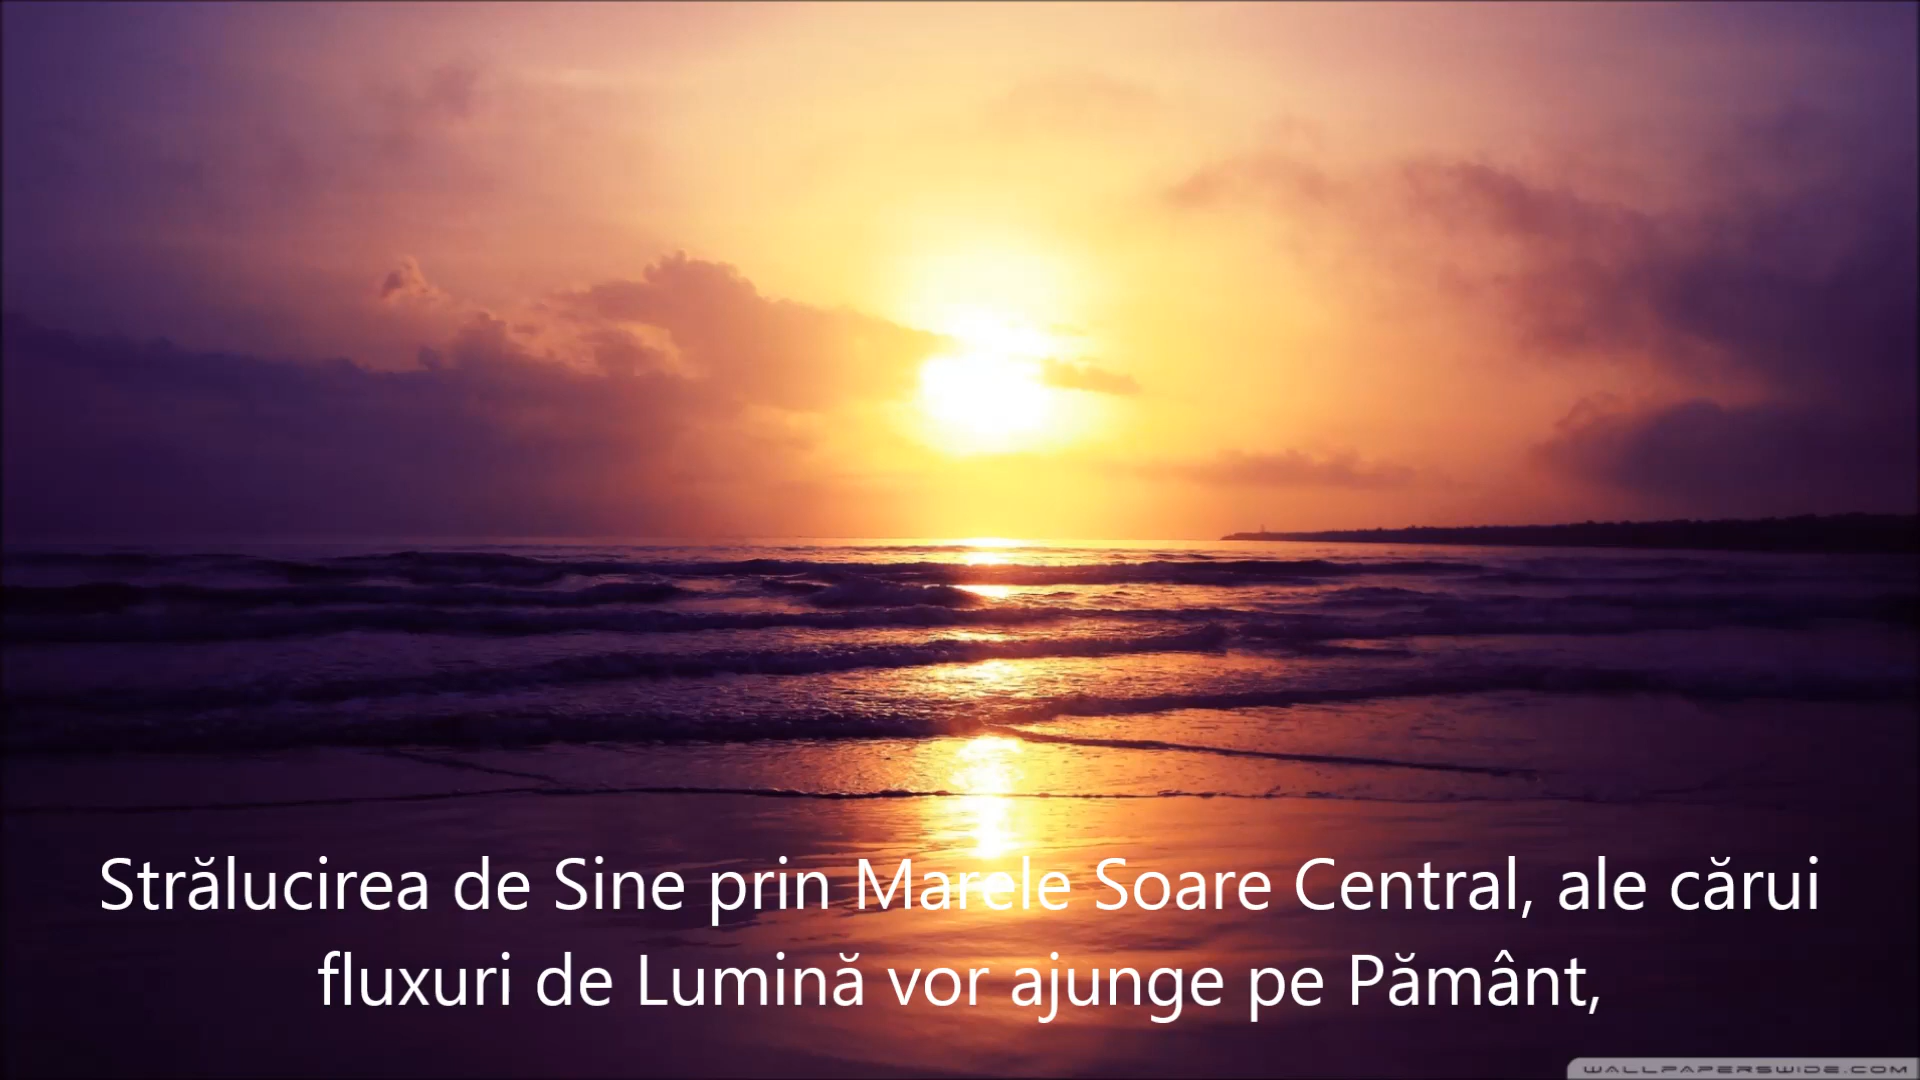 Strălucirea de Sine prin Marele Soare Central, ale cărui
fluxuri de Lumină vor ajunge pe Pământ,
WALLPAPERSWIDE.COM